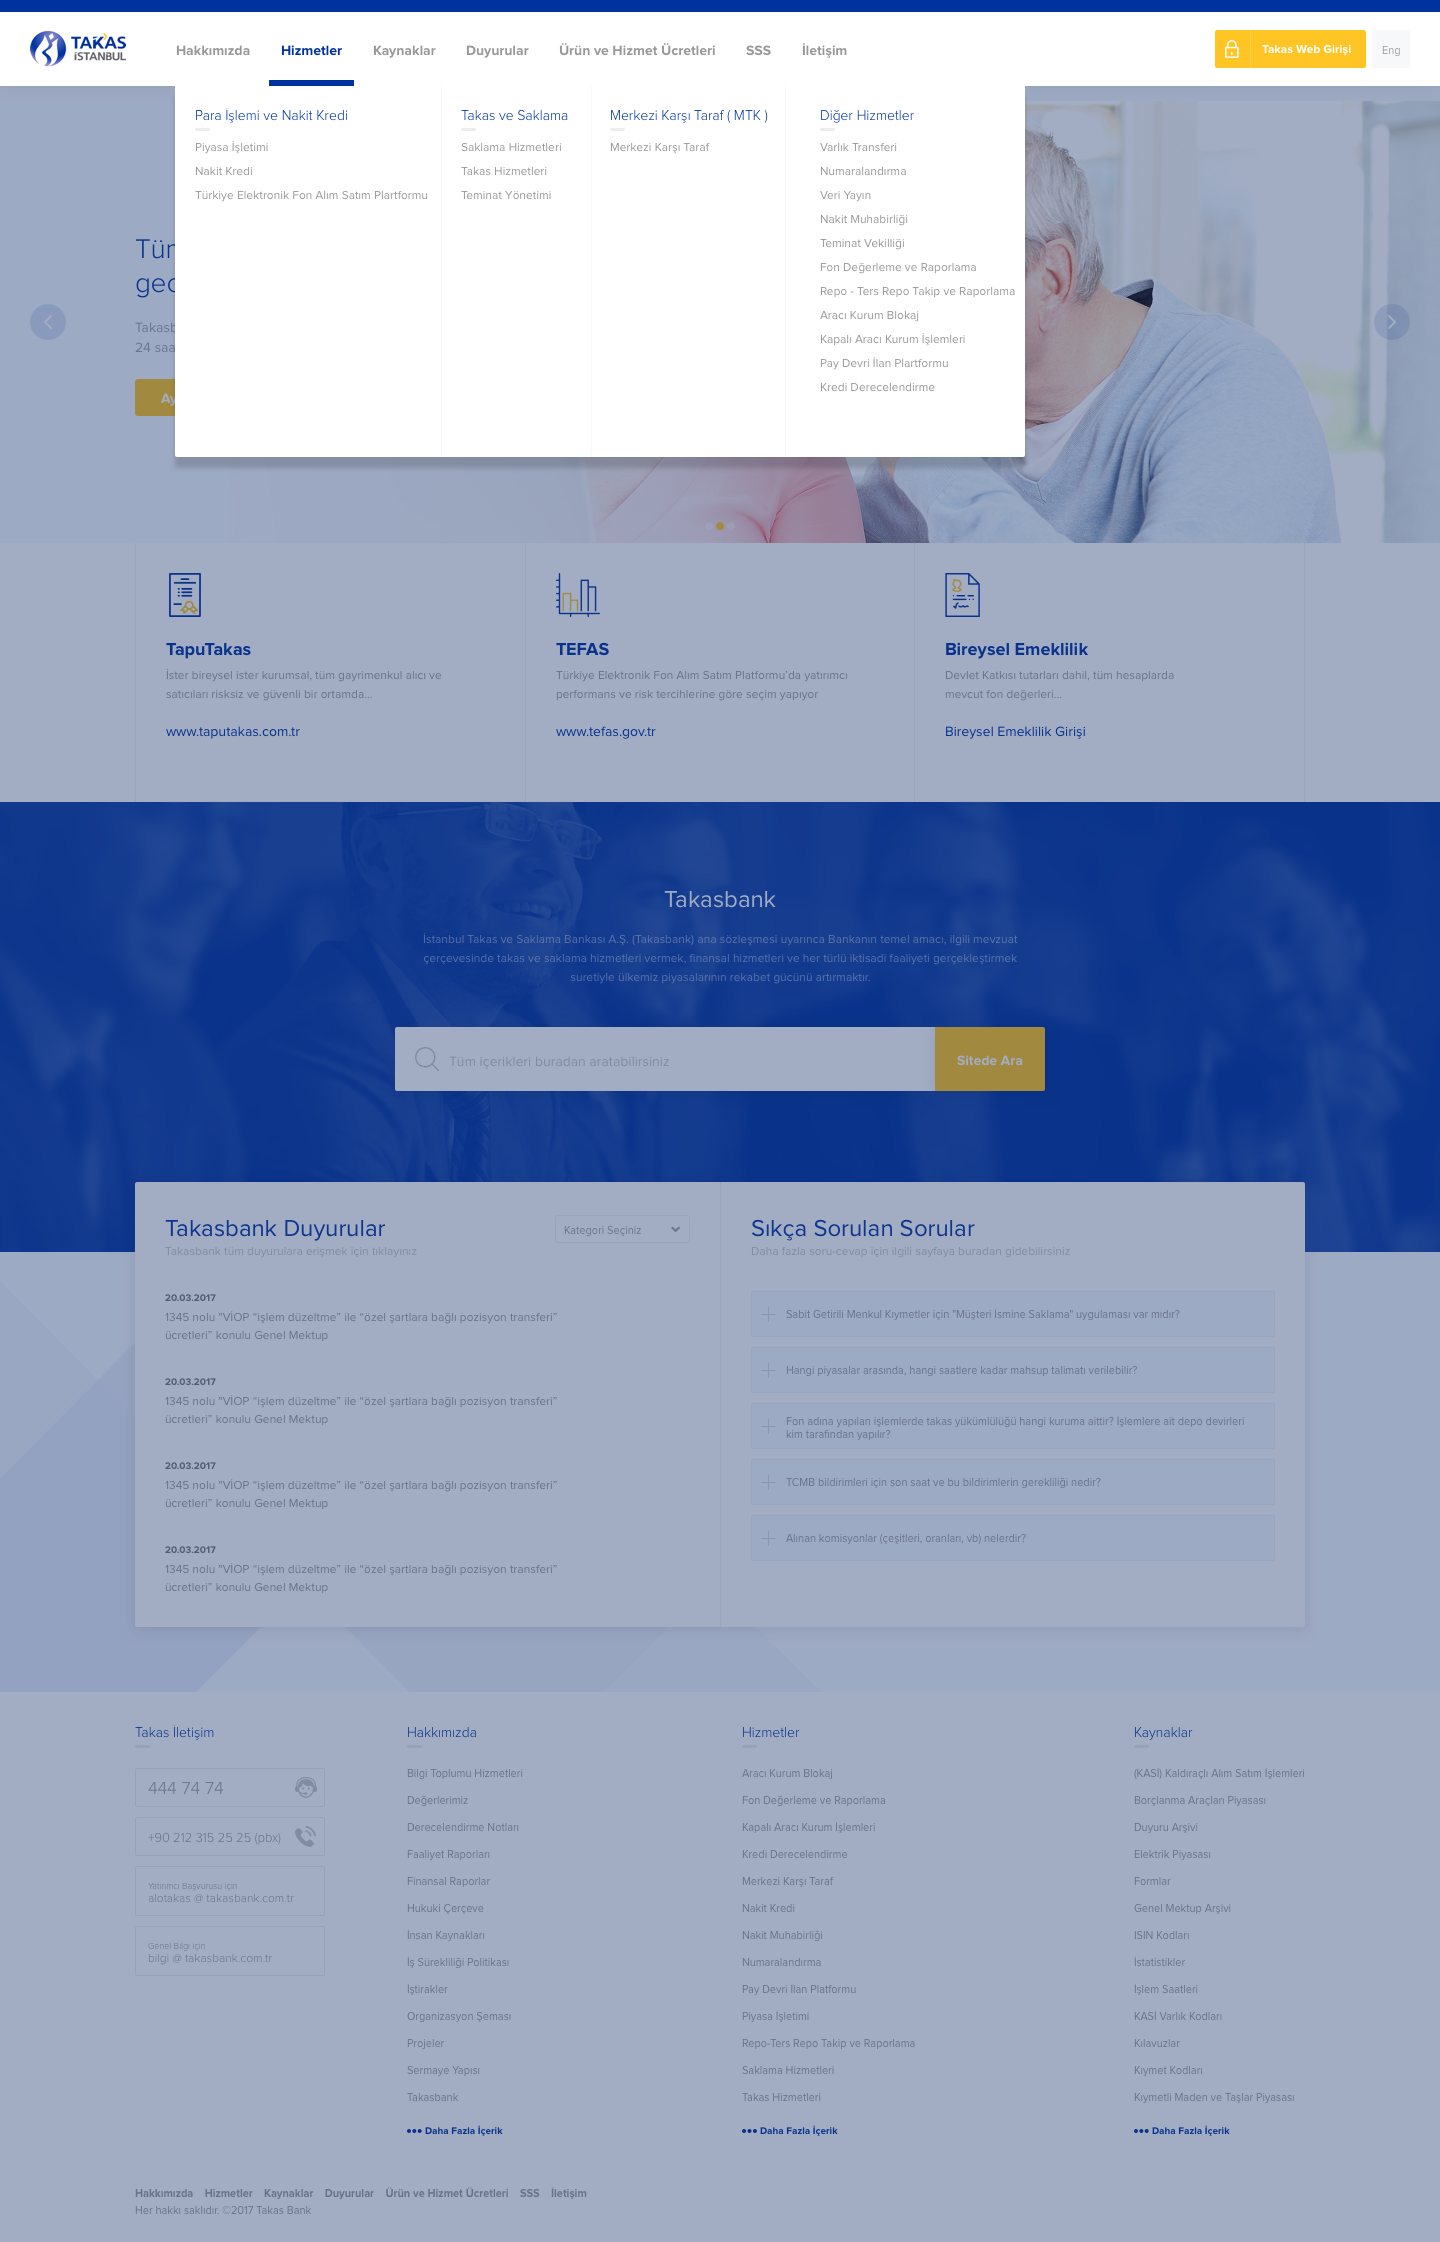 TAKAS
İSTANBUL
Hakkımızda
Hizmetler
Kaynaklar
Duyurular
Ürün ve Hizmet Ücretleri
SSS
İletişim
Takas Web Girişi
Eng
Para İşlemi ve Nakit Kredi
Piyasa İşletimi
Nakit Kredi
Türkiye Elektronik Fon Alım Satım Plartformu
Takas ve Saklama
Saklama Hizmetleri
Takas Hizmetleri
Teminat Yönetimi
Merkezi Karşı Taraf ( MTK )
Merkezi Karşı Taraf
Diğer Hizmetler
Varlık Transferi
Numaralandırma
Veri Yayın
Nakit Muhabirliği
Teminat Vekilliği
Fon Değerleme ve Raporlama
Repo - Ters Repo Takip ve Raporlama
Aracı Kurum Blokaj
Kapalı Aracı Kurum İşlemleri
Pay Devri İlan Plartformu
Kredi Derecelendirme
24 saa
TapuTakas
İster bireysel ister kurumsal, tüm gayrimenkul alıcı ve
satıcıları risksiz ve güvenli bir ortamda...
www.taputakas.com.tr
TEFAS
Türkiye Elektronik Fon Alım Satım Platformu'da yatırımcı
performans ve risk tercihlerine göre seçim yapıyor
www.tefas.gov.tr
Bireysel Emeklilik
Devlet Katkısı tutarları dahil, tüm hesaplarda
mevcut fon değerleri...
Bireysel Emeklilik Girişi
Takasbank
İstanbul Takas ve Saklama Bankası A.Ş. (Takasbank) ana sözleşmesi uyarınca Bankanın temel amacı, ilgili mevzuat
çerçevesinde takas ve saklama hizmetleri vermek, finansal hizmetleri ve her türlü iktisadi faaliyeti gerçekleştirmek
suretiyle ülkemiz piyasalarının rekabet gücünü artırmaktır.
Tüm içerikleri buradan aratabilirsiniz
Sitede Ara
Takasbank Duyurular
Takasbank tüm duyurulara erişmek için tıklayınız
Kategori Seçiniz
20.03.2017
1345 nolu "VİOP "işlem düzeltme" ile "özel şartlara bağlı pozisyon transferi"
ücretleri" konulu Genel Mektup
20.03.2017
1345 nolu "VİOP "işlem düzeltme" ile "özel şartlara bağlı pozisyon transferi"
ücretleri" konulu Genel Mektup
20.03.2017
1345 nolu "VİOP "işlem düzeltme" ile "özel şartlara bağlı pozisyon transferi"
ücretleri" konulu Genel Mektup
20.03.2017
1345 nolu "VİOP "işlem düzeltme" ile "özel şartlara bağlı pozisyon transferi"
ücretleri" konulu Genel Mektup
Sıkça Sorulan Sorular
Daha fazla soru-cevap için ilgili sayfaya buradan gidebilirsiniz
Sabit Getirili Menkul Kıymetler için "Müşteri İsmine Saklama" uygulaması var mıdır?
Hangi piyasalar arasında, hangi saatlere kadar mahsup talimatı verilebilir?
Fon adına yapılan işlemlerde takas yükümlülüğü hangi kuruma aittir? İşlemlere ait depo devirleri
kim tarafından yapılır?
TCMB bildirimleri için son saat ve bu bildirimlerin gerekliliği nedir?
Alınan komisyonlar (çeşitleri, oranları, vb) nelerdir?
Takas İletişim
444 74 74
+90 212 315 25 25 (pbx)
Yatırımcı Başvurusu için
alotakas @ takasbank.com.tr
Genel Bilgi için
bilgi @ takasbank.com.tr
Hakkımızda
Bilgi Toplumu Hizmetleri
Değerlerimiz
Derecelendirme Notları
Faaliyet Raporları
Finansal Raporlar
Hukuki Çerçeve
İnsan Kaynakları
İş Sürekliliği Politikası
İştirakler
Organizasyon Şeması
Projeler
Sermaye Yapısı
Takasbank
Daha Fazla İçerik
Hizmetler
Aracı Kurum Blokaj
Fon Değerleme ve Raporlama
Kapalı Aracı Kurum İşlemleri
Kredi Derecelendirme
Merkezi Karşı Taraf
Nakit Kredi
Nakit Muhabirliği
Numaralandırma
Pay Devri İlan Platformu
Piyasa İşletimi
Repo-Ters Repo Takip ve Raporlama
Saklama Hizmetleri
Takas Hizmetleri
Daha Fazla İçerik
Kaynaklar
(KASİ) Kaldıraçlı Alım Satım İşlemleri
Borçlanma Araçları Piyasası
Duyuru Arşivi
Elektrik Piyasası
Formlar
Genel Mektup Arşivi
ISIN Kodları
İstatistikler
İşlem Saatleri
KASİ Varlık Kodları
Kılavuzlar
Kıymet Kodları
Kıymetli Maden ve Taşlar Piyasası
Daha Fazla İçerik
Hakkımızda Hizmetler Kaynaklar Duyurular Ürün ve Hizmet Ücretleri SSS İletişim
Her hakkı saklıdır. ©2017 Takas Bank